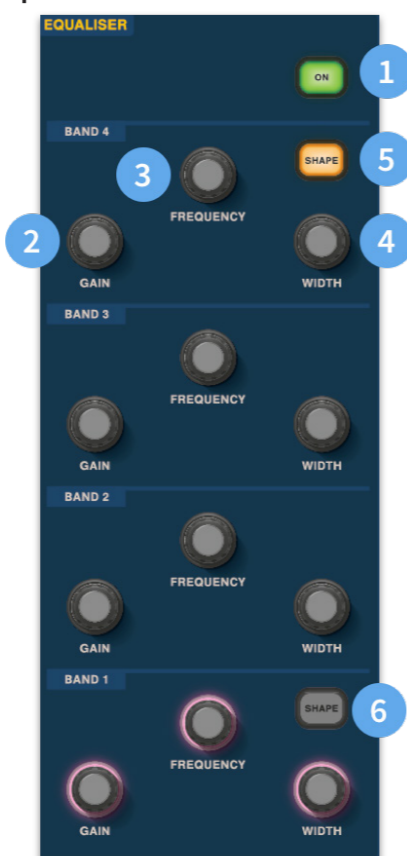 EQUALISER
ON
1
BAND 4
SHAPE
5
3
FREQUENCY
2
4
GAIN
WIDTH
BAND 3
FREQUENCY
GAIN
WIDTH
BAND 2
FREQUENCY
GAIN
WIDTH
BAND 1
SHAPE
6
FREQUENCY
GAIN
WIDTH